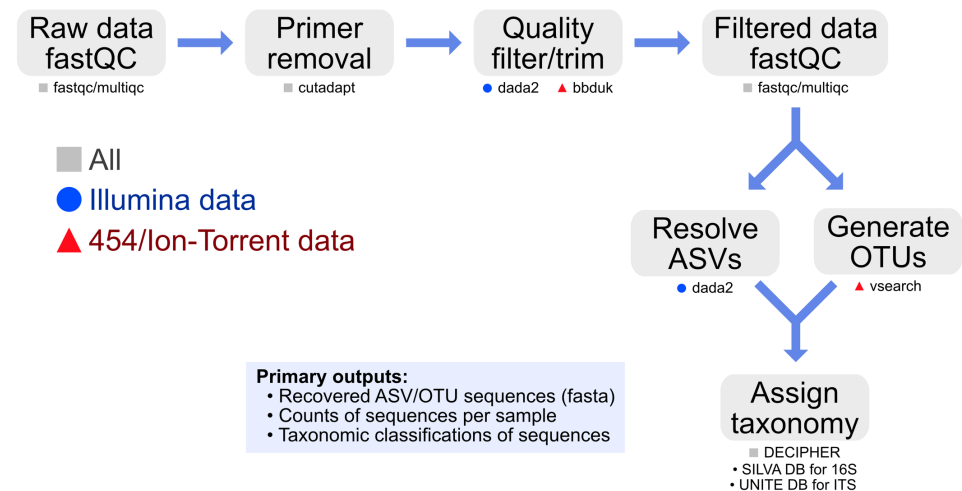 Raw data
fastQC
fastqc/multiqc
Primer
removal
cutadapt
Quality
filter/trim
dada2
bbduk
Filtered data
fastQC
fastqc/multiqc
All
Illumina data
454/Ion-Torrent data
Resolve
ASVs
dada2
Generate
OTUs
vsearch
Primary outputs:
• Recovered ASV/OTU sequences (fasta)
• Counts of sequences per sample
• Taxonomic classifications of sequences
Assign
taxonomy
DECIPHER
• SILVA DB for 16S
• UNITE DB for ITS